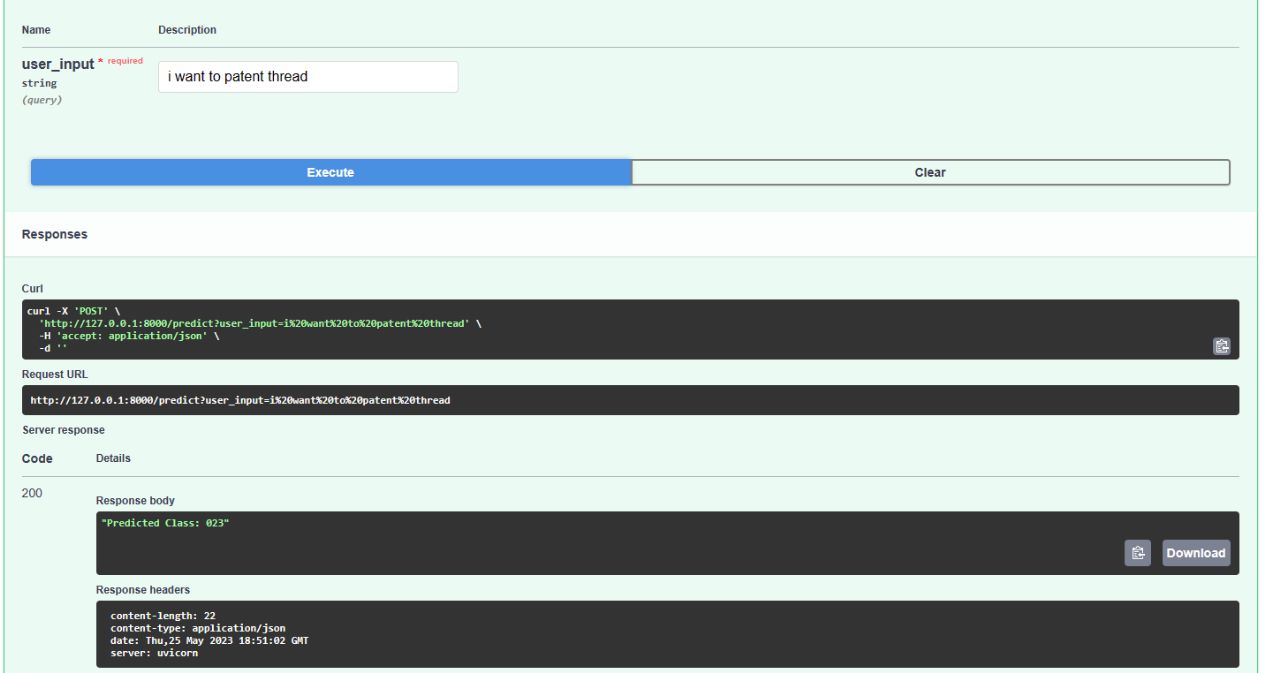 Name Description
user_input * required
i want to patent thread
string
(query)
Execute Clear
Responses
Curl
curl -X 'POST' \
'http://127.0.0.1:8000/predict?user_input=i%20want%20to%20patent%20thread' \
-H 'accept: application/json' \
-d ''
Request URL
http://127.0.0.1:8000/predict?user_input=i%20want%20to%20patent%20thread
Server response
Code Details
200
Response body
"Predicted Class: 023"
Download
Response headers
content-length: 22
content-type: application/json
date: Thu,25 May 2023 18:51:02 GMT
server: uvicorn